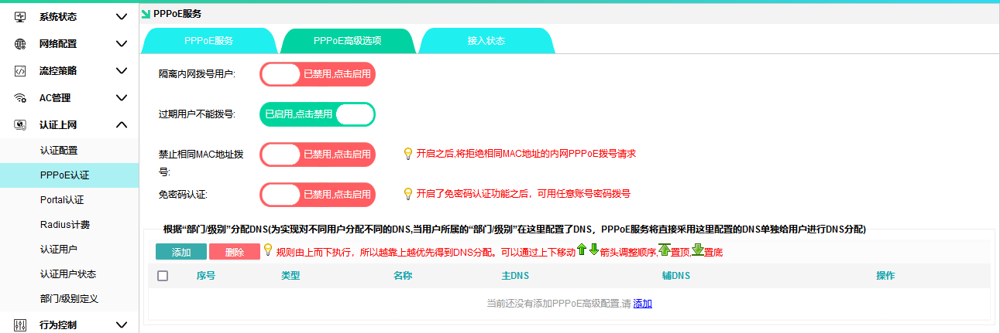 系统状态
网络配置
流控策略
AC管理
认证上网
认证配置
PPPoE认证
Portal认证
Radius计费
认证用户
认证用户状态
部门/级别定义
行为控制
PPPoE服务
PPPoE服务 PPPoE高级选项 接入状态
隔离内网拨号用户: 已禁用,点击启用
过期用户不能拨号: 已启用,点击禁用
禁止相同MAC地址拨 已禁用,点击启用 开启之后,将拒绝相同MAC地址的内网PPPoE拨号请求
号:
免密码认证: 已禁用,点击启用 开启了免密码认证功能之后，可用任意账号密码拨号
根据“部门/级别”分配DNS(为实现对不同用户分配不同的DNS,当用户所属的“部门/级别”在这里配置了DNS，PPPoE服务将直接采用这里配置的DNS单独给用户进行DNS分配)
添加 删除 规则由上而下执行，所以越靠上越优先得到DNS分配。可以通过上下移动 箭头调整顺序, 置顶, 置底
序号 类型 名称 主DNS 辅DNS 操作
当前还没有添加PPPoE高级配置,请 添加